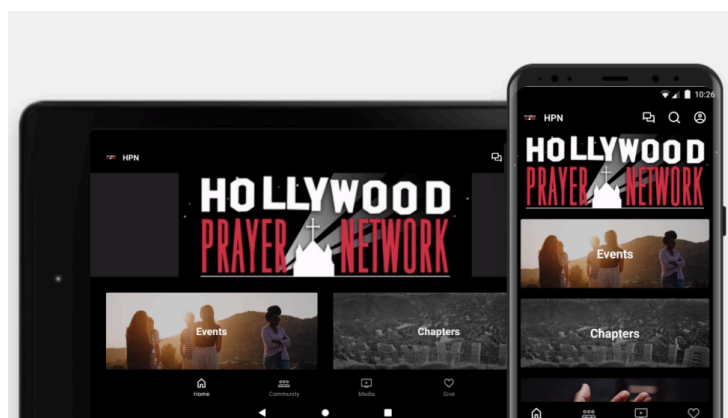 HPN
HOLLYWOOD
PRAYER NETWORK
Events
Chapters
Home
Community
Media
Give
10:26
HPN
HOLLYWOOD
PRAYER NETWORK
Events
Chapters